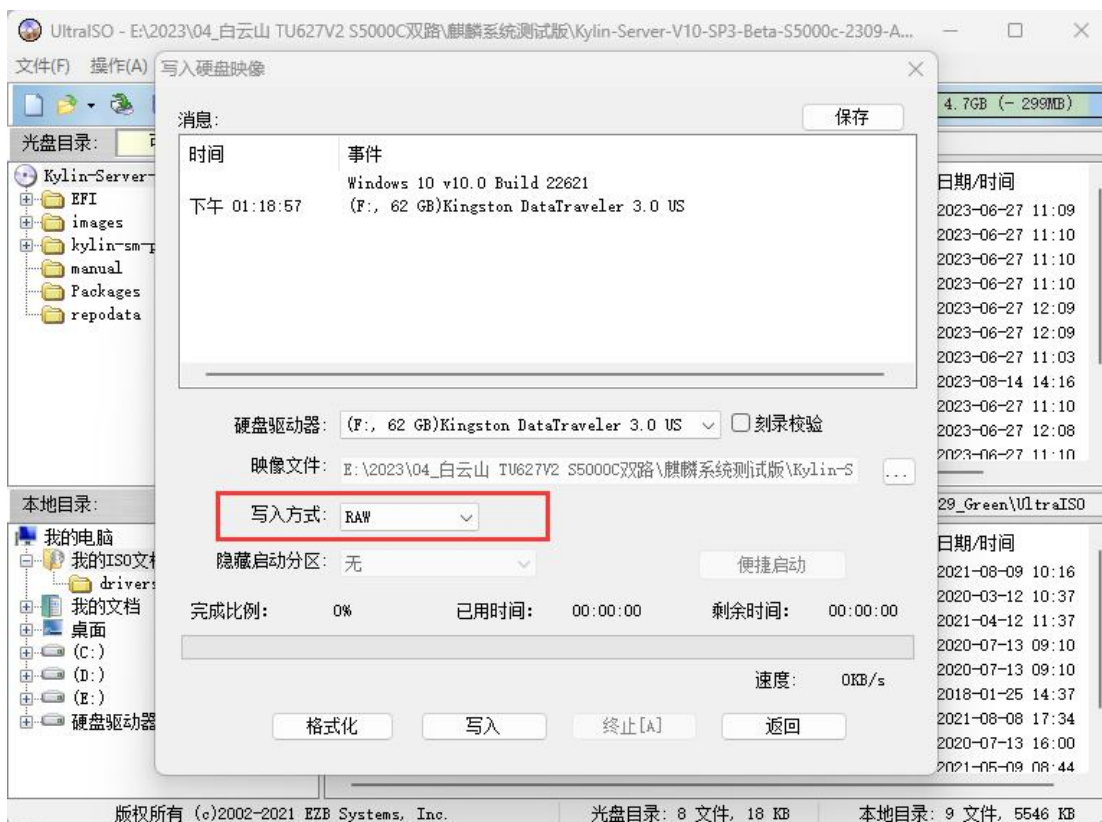 UltraISO - E:\2023\04_白云山 TU627V2 S5000C双路\麒麟系统测试版\Kylin-Server-V10-SP3-Beta-S5000c-2309-A...
文件(F) 操作(A)
写入硬盘映像
4.7GB (- 299MB)
光盘目录:
消息:
保存
时间 事件
Windows 10 v10.0 Build 22621
下午 01:18:57 (F:, 62 GB)Kingston DataTraveler 3.0 US
Kylin-Server-
EFI
images
kylin-sm-p
manual
Packages
repodata
日期/时间
2023-06-27 11:09
2023-06-27 11:10
2023-06-27 11:10
2023-06-27 11:10
2023-06-27 12:09
2023-06-27 12:09
2023-06-27 11:03
2023-08-14 14:16
2023-06-27 11:10
2023-06-27 12:08
2023-06-27 11:10
硬盘驱动器: (F:, 62 GB)Kingston DataTraveler 3.0 US 刻录校验
映像文件: E:\2023\04_白云山 TU627V2 S5000C双路\麒麟系统测试版\Kylin-S ...
写入方式: RAW
隐藏启动分区: 无 便捷启动
完成比例: 0% 已用时间: 00:00:00 剩余时间: 00:00:00
速度: 0KB/s
格式化 写入 终止[A] 返回
本地目录:
29_Green\UltraISO
我的电脑
我的ISO文
drivers
我的文档
桌面
(C:)
(D:)
(E:)
硬盘驱动器
日期/时间
2021-08-09 10:16
2020-03-12 10:37
2021-04-12 11:37
2020-07-13 09:10
2020-07-13 09:10
2018-01-25 14:37
2021-08-08 17:34
2020-07-13 16:00
2021-05-09 08:44
版权所有 (c)2002-2021 EZB Systems, Inc. 光盘目录: 8 文件, 18 KB 本地目录: 9 文件, 5546 KB